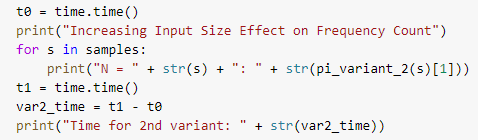 t0 = time.time()
print("Increasing Input Size Effect on Frequency Count")
for s in samples:
    print("N = " + str(s) + ": " + str(pi_variant_2(s)[1]))
t1 = time.time()
var2_time = t1 - t0
print("Time for 2nd variant: " + str(var2_time))